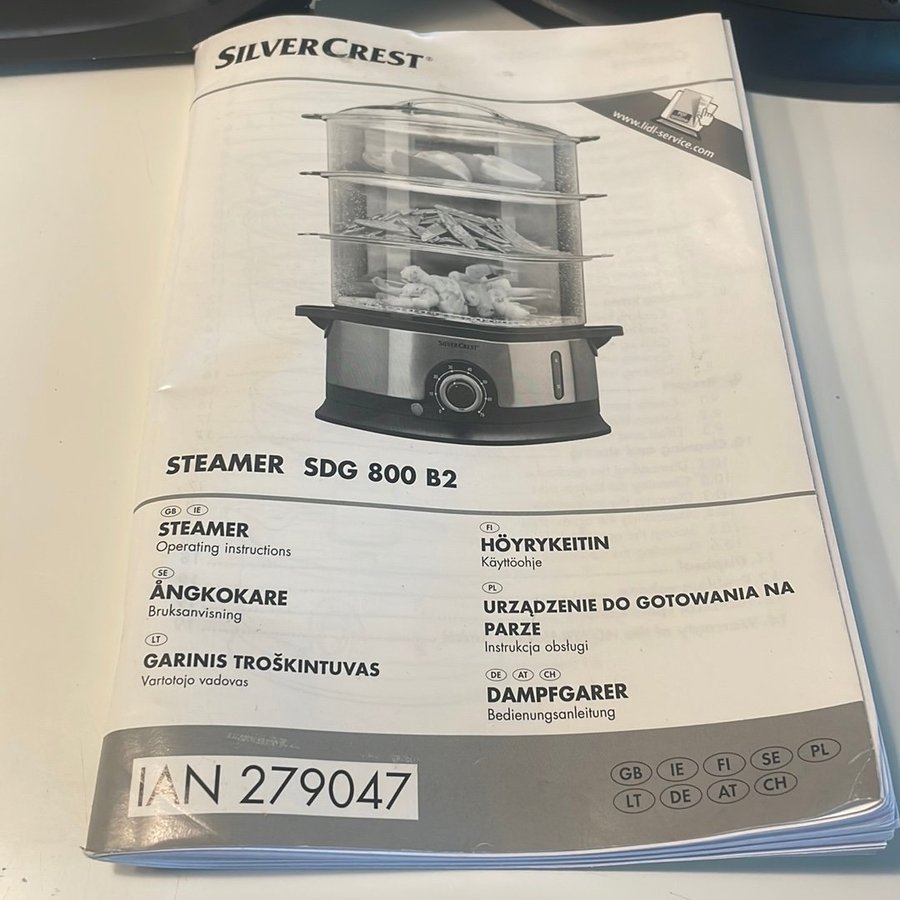 SILVERCREST®
www.lidl-service.com
SILVERCREST
STEAMER SDG 800 B2
GB IE
STEAMER
Operating instructions
FI
HÖYRYKEITIN
Käyttöohje
SE
ÅNGKOKARE
Bruksanvisning
PL
URZĄDZENIE DO GOTOWANIA NA
PARZE
Instrukcja obsługi
LT
GARINIS TROŠKINTUVAS
Vartotojo vadovas
DE AT CH
DAMPFGARER
Bedienungsanleitung
IAN 279047
GB IE FI SE PL
LT DE AT CH